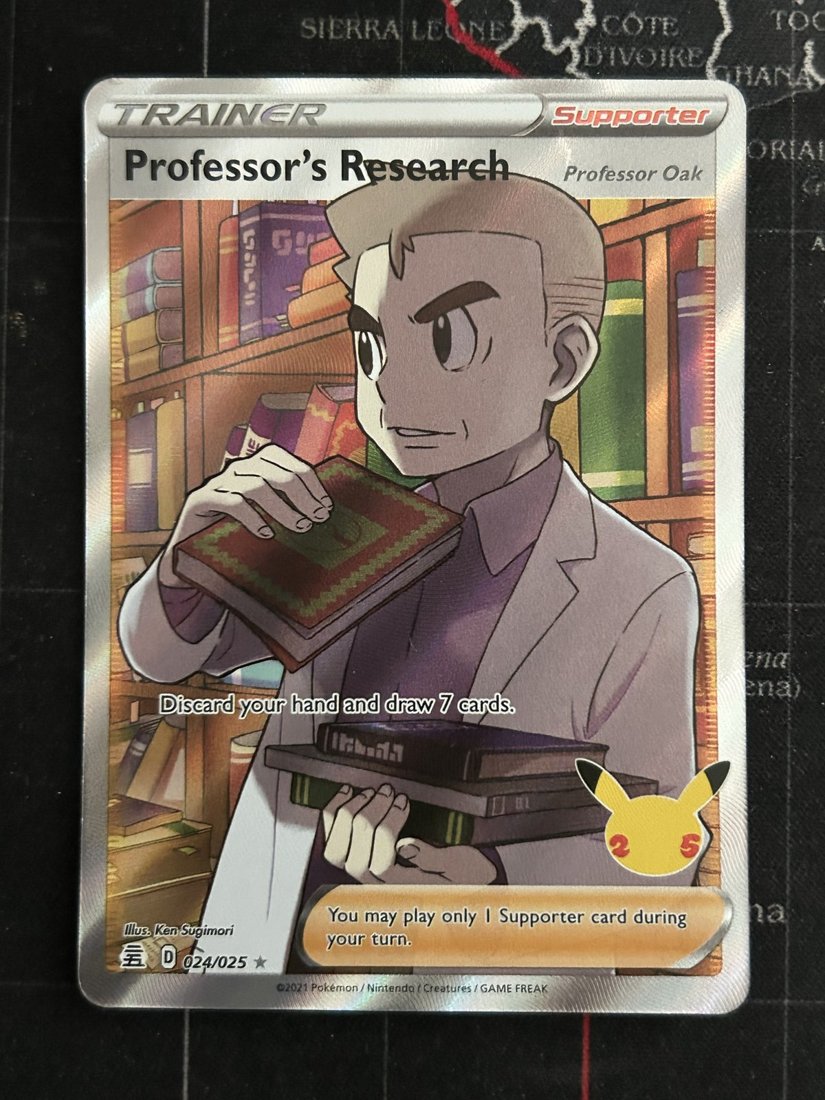 SIERRA LEONE
CÔTE
D'IVOIRE
GHANA
TRAINER
Supporter
Professor's Research
Professor Oak
Discard your hand and draw 7 cards.
2 5
You may play only 1 Supporter card during
your turn.
Illus. Ken Sugimori
D 024/025 ★
©2021 Pokémon / Nintendo / Creatures / GAME FREAK